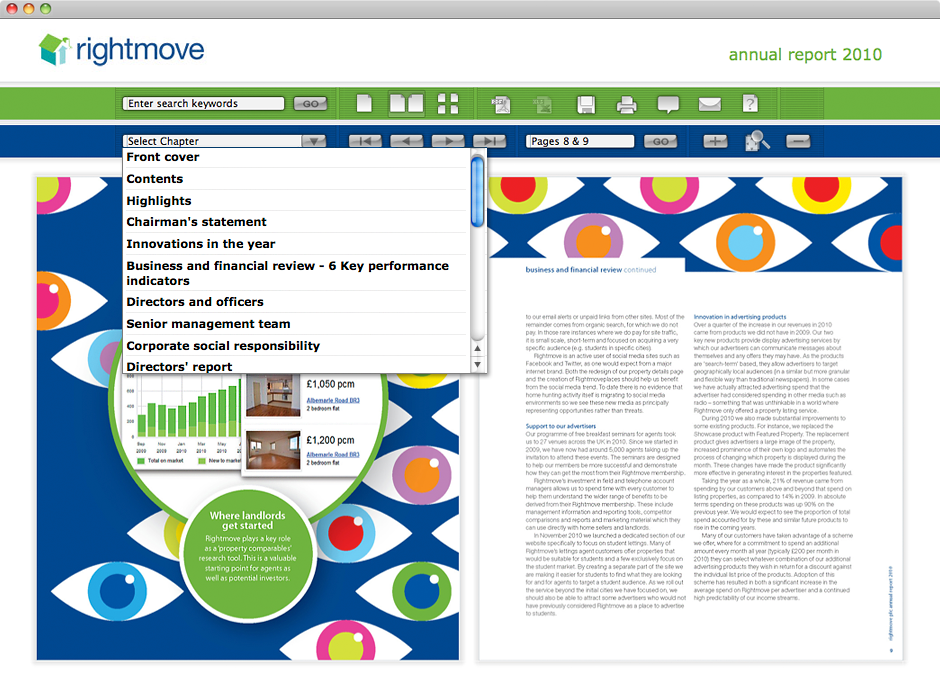 rightmove
annual report 2010
Enter search keywords
GO
Select Chapter
Pages 8 & 9
GO
Front cover
Contents
Highlights
Chairman's statement
Innovations in the year
Business and financial review - 6 Key performance
indicators
Directors and officers
Senior management team
Corporate social responsibility
Directors' report
£1,050 pcm
Albemarle Road BR3
2 bedroom flat
£1,200 pcm
Albemarle Road BR3
2 bedroom flat
800
600
400
200
Sep Nov Jan Mar May
2009 2009 2010 2010 2010
Total on market
New to market
Where landlords
get started
Rightmove plays a key role
as a 'property comparables'
research tool. This is a valuable
starting point for agents as
well as potential investors.
business and financial review continued
to our email alerts or unpaid links from other sites. Most of the
remainder comes from organic search, for which we do not
pay. In those rare instances where we do pay for site traffic,
it is small scale, short-term and focused on acquiring a very
specific audience (e.g. students in specific cities).
Rightmove is an active user of social media sites such as
Facebook and Twitter, as one would expect from a major
internet brand. Both the redesign of our property details page
and the creation of Rightmoveplaces should help us benefit
from the social media trend. To date there is no evidence that
home hunting activity itself is migrating to social media
environments so we see these new media as principally
representing opportunities rather than threats.
Support to our advertisers
Our programme of free breakfast seminars for agents took
us to 27 venues across the UK in 2010. Since we started in
2009, we have now had around 5,000 agents taking up the
invitation to attend these events. The seminars are designed
to help our members be more successful and demonstrate
how they can get the most from their Rightmove membership.
Rightmove's investment in field and telephone account
managers allows us to spend time with every customer to
help them understand the wider range of benefits to be
derived from their Rightmove membership. These include
management information and reporting tools, competitor
comparisons and reports and marketing material which they
can use directly with home sellers and landlords.
In November 2010 we launched a dedicated section of our
website specifically to focus on student lettings. Many of
Rightmove's lettings agent customers offer properties that
would be suitable for students and a few exclusively focus on
the student market. By creating a separate part of the site we
are making it easier for students to find what they are looking
for and for agents to target a student audience. As we roll out
the service beyond the initial cities we have focused on, we
should also be able to attract some advertisers who would not
have previously considered Rightmove as a place to advertise
to students.
Innovation in advertising products
Over a quarter of the increase in our revenues in 2010
came from products we did not have in 2009. Our two
key new products provide display advertising services by
which our advertisers can communicate messages about
themselves and any offers they may have. As the products
are 'search-term' based, they allow advertisers to target
geographically local audiences (in a similar but more granular
and flexible way than traditional newspapers). In some cases
we have actually attracted advertising spend that the
advertiser had considered spending in other media such as
radio – something that was unthinkable in a world where
Rightmove only offered a property listing service.
During 2010 we also made substantial improvements to
some existing products. For instance, we replaced the
Showcase product with Featured Property. The replacement
product gives advertisers a large image of the property,
increased prominence of their own logo and automates the
process of changing which property is displayed during the
month. These changes have made the product significantly
more effective in generating interest in the properties featured.
Taking the year as a whole, 21% of revenue came from
spending by our customers above and beyond that spend on
listing properties, as compared to 14% in 2009. In absolute
terms spending on these products was up 90% on the
previous year. We would expect to see the proportion of total
spend accounted for by these and similar future products to
rise in the coming years.
Many of our customers have taken advantage of a scheme
we offer, where for a commitment to spend an additional
amount every month all year (typically £200 per month in
2010) they can select whatever combination of our additional
advertising products they wish in return for a discount against
the individual list price of the products. Adoption of this
scheme has resulted in both a significant increase in the
average spend on Rightmove per advertiser and a continued
high predictability of our income streams.
rightmove plc annual report 2010
9